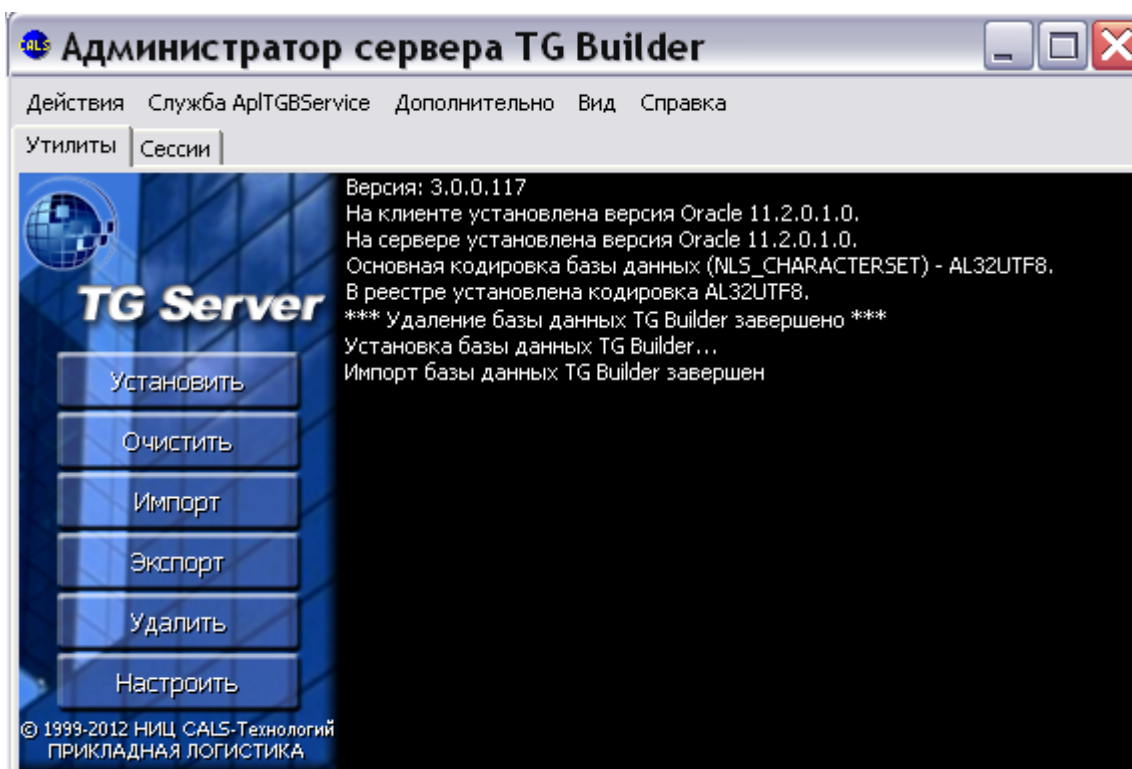 CALS Администратор сервера TG Builder
Действия Служба AplTGBService Дополнительно Вид Справка
Утилиты Сессии
Версия: 3.0.0.117
На клиенте установлена версия Oracle 11.2.0.1.0.
На сервере установлена версия Oracle 11.2.0.1.0.
Основная кодировка базы данных (NLS_CHARACTERSET) - AL32UTF8.
В реестре установлена кодировка AL32UTF8.
*** Удаление базы данных TG Builder завершено ***
Установка базы данных TG Builder...
Импорт базы данных TG Builder завершен
TG Server
Установить
Очистить
Импорт
Экспорт
Удалить
Настроить
© 1999-2012 НИЦ CALS-Технологий
ПРИКЛАДНАЯ ЛОГИСТИКА